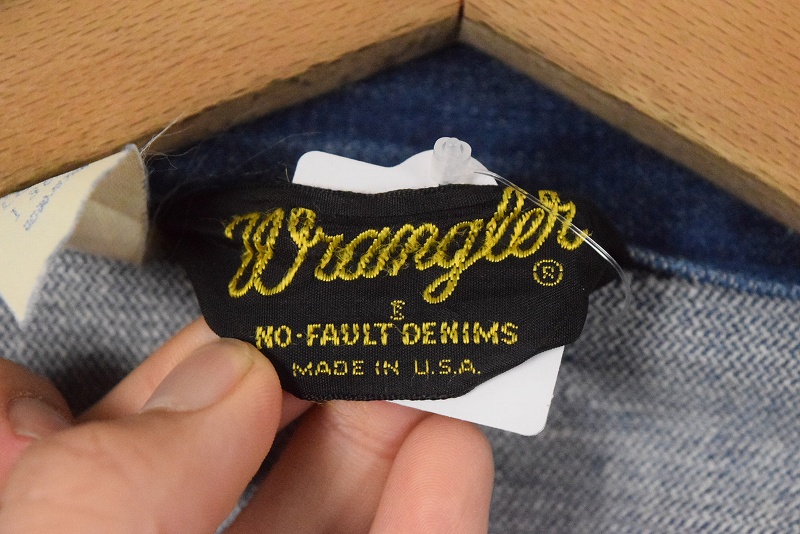 Wrangler
®
E
NO-FAULT DENIMS
MADE IN U.S.A.